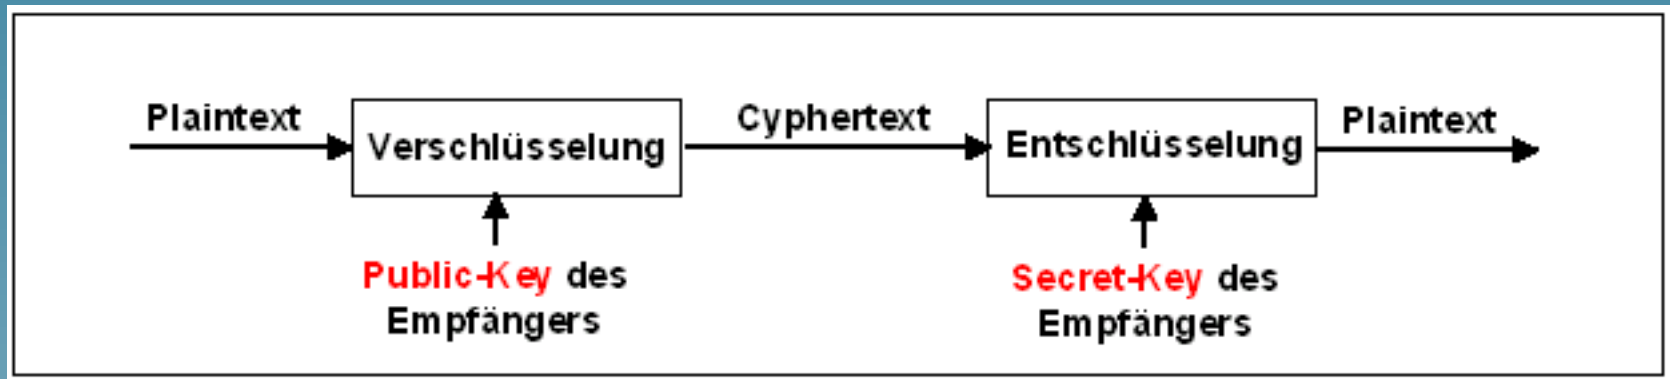 Plaintext
Verschlüsselung
Cyphertext
Entschlüsselung
Plaintext
Public-Key des
Empfängers
Secret-Key des
Empfängers